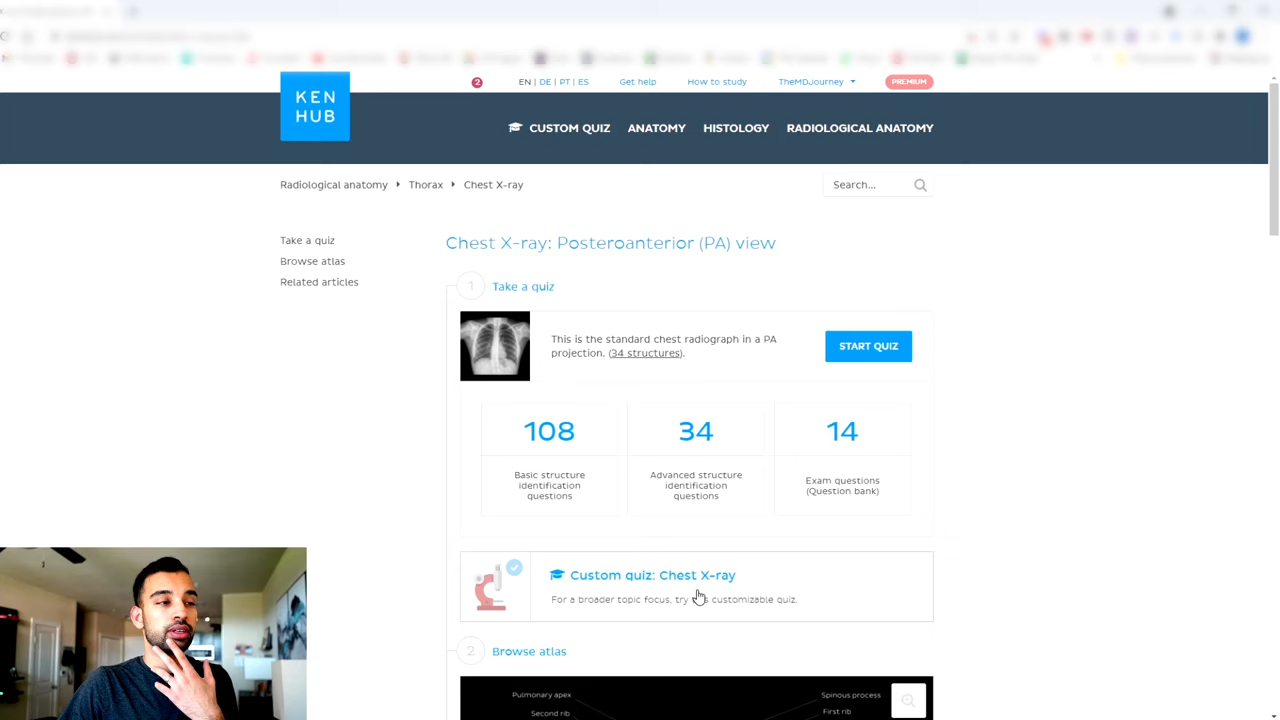 2
EN | DE | PT | ES
Get help
How to study
TheMDJourney
PREMIUM
KEN
HUB
CUSTOM QUIZ
ANATOMY
HISTOLOGY
RADIOLOGICAL ANATOMY
Radiological anatomy
Thorax
Chest X-ray
Search...
Take a quiz
Browse atlas
Related articles
Chest X-ray: Posteroanterior (PA) view
1
Take a quiz
This is the standard chest radiograph in a PA
projection. (34 structures).
START QUIZ
108
Basic structure
identification
questions
34
Advanced structure
identification
questions
14
Exam questions
(Question bank)
Custom quiz: Chest X-ray
For a broader topic focus, try customizable quiz.
2
Browse atlas
Pulmonary apex
Second rib
Spinous process
First rib